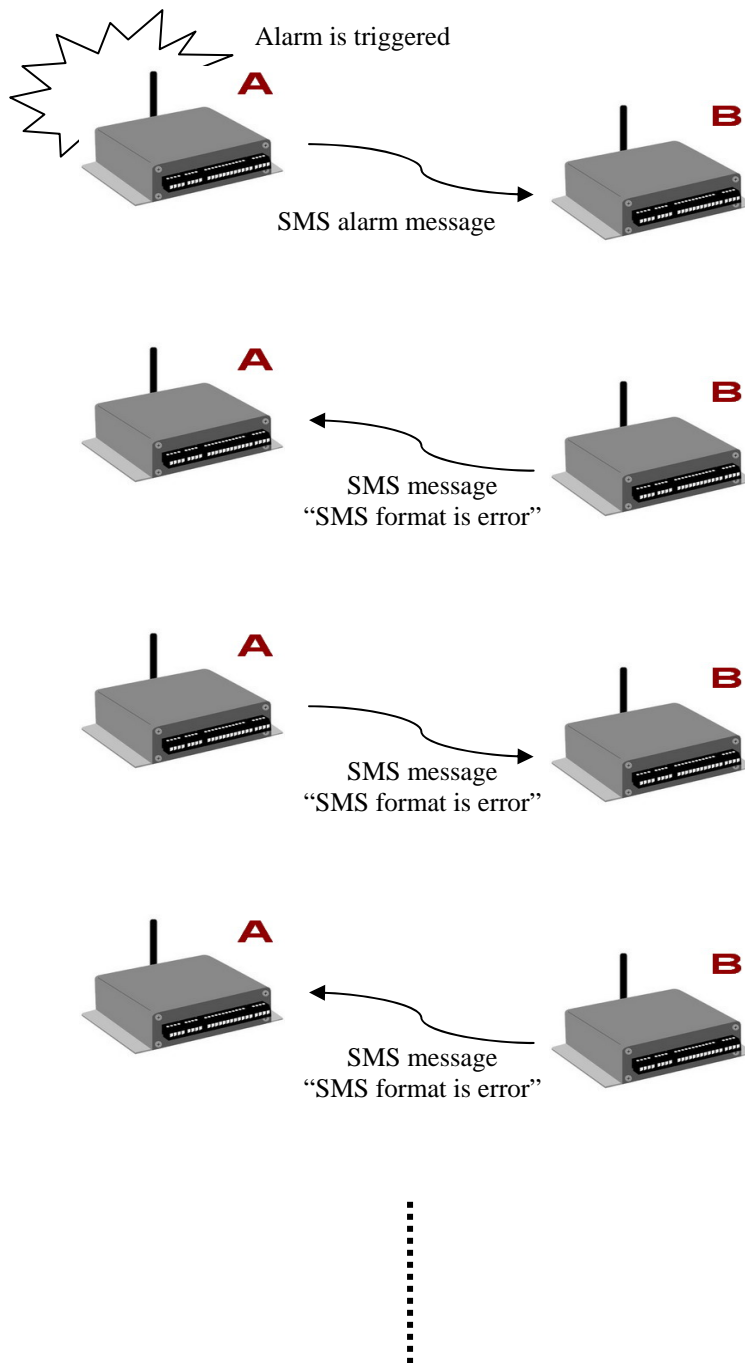 Alarm is triggered
A
B
SMS alarm message
A
B
SMS message
“SMS format is error”
A
B
SMS message
“SMS format is error”
A
B
SMS message
“SMS format is error”